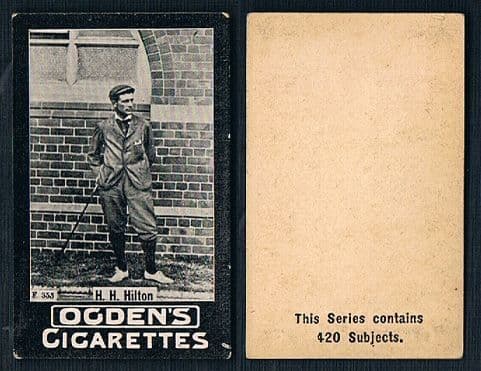 F. 353
H. H. Hilton
OGDEN'S
CIGARETTES
This Series contains
420 Subjects.